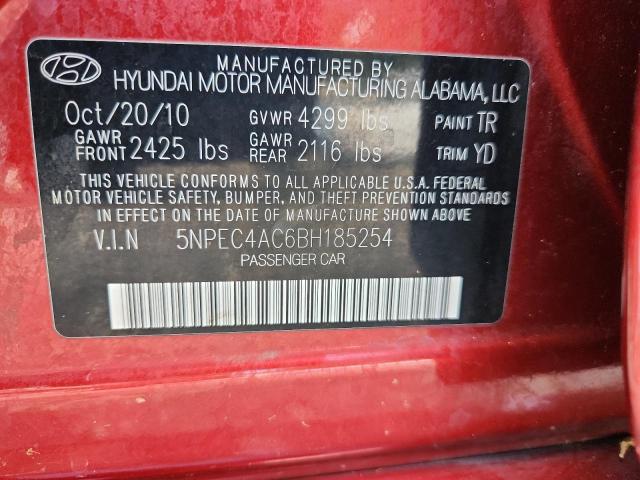 MANUFACTURED BY
HYUNDAI MOTOR MANUFACTURING ALABAMA, LLC
Oct/20/10 GVWR 4299 lbs PAINT TR
GAWR FRONT 2425 lbs GAWR REAR 2116 lbs TRIM YD
THIS VEHICLE CONFORMS TO ALL APPLICABLE U.S.A. FEDERAL
MOTOR VEHICLE SAFETY, BUMPER, AND THEFT PREVENTION STANDARDS
IN EFFECT ON THE DATE OF MANUFACTURE SHOWN ABOVE.
V.I.N 5NPEC4AC6BH185254
PASSENGER CAR